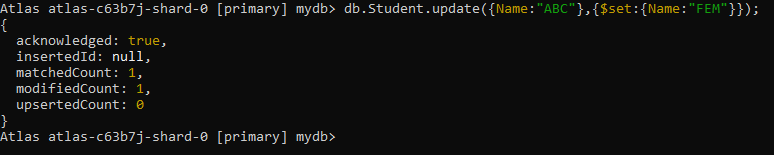 Atlas atlas-c63b7j-shard-0 [primary] mydb> db.Student.update({Name:"ABC"},{$set:{Name:"FEM"}});
{
  acknowledged: true,
  insertedId: null,
  matchedCount: 1,
  modifiedCount: 1,
  upsertedCount: 0
}
Atlas atlas-c63b7j-shard-0 [primary] mydb>